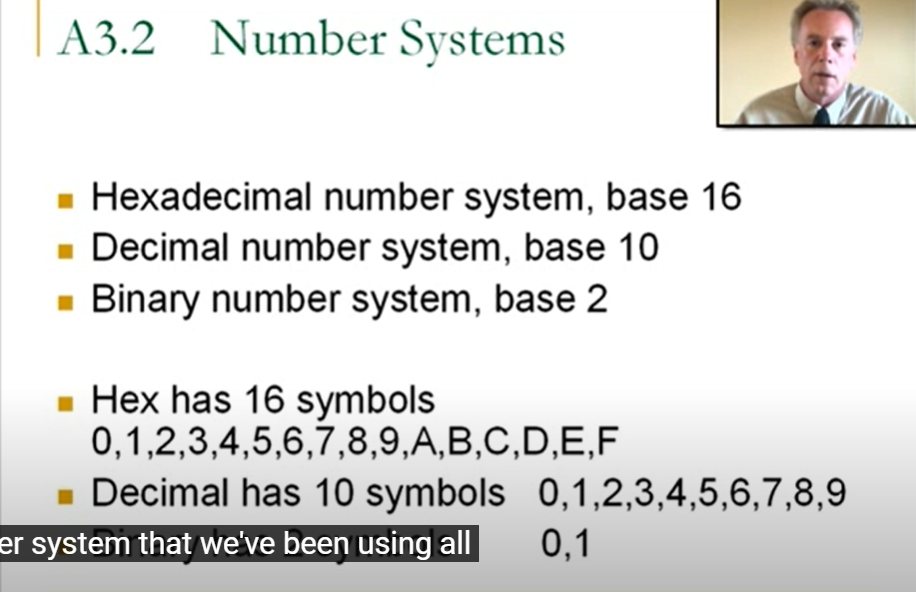 A3.2 Number Systems
Hexadecimal number system, base 16
Decimal number system, base 10
Binary number system, base 2
Hex has 16 symbols
0,1,2,3,4,5,6,7,8,9,A,B,C,D,E,F
Decimal has 10 symbols 0,1,2,3,4,5,6,7,8,9
0,1
er system that we've been using all